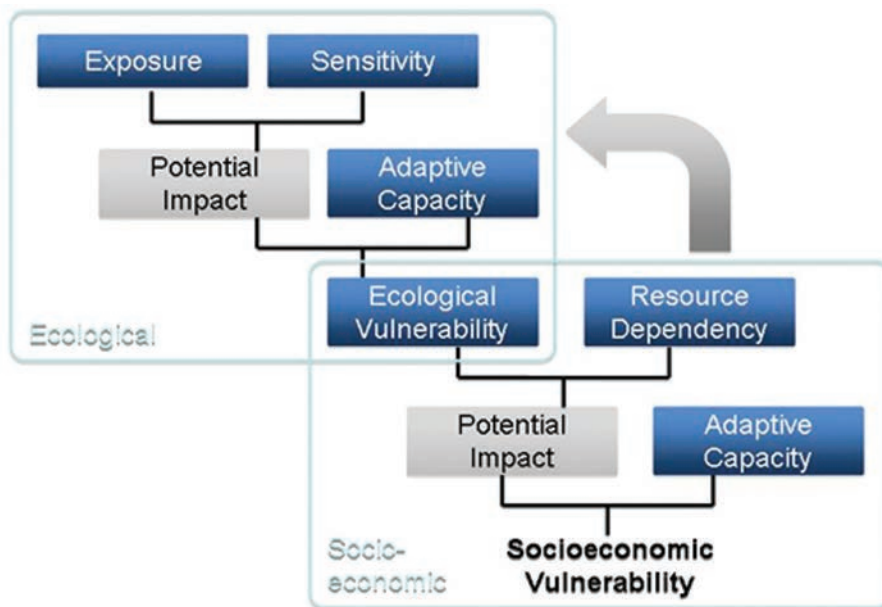 Exposure
Sensitivity
Potential
Impact
Adaptive
Capacity
Ecological
Vulnerability
Resource
Dependency
Ecological
Potential
Impact
Adaptive
Capacity
Socioeconomic
Vulnerability
Socio-
economic